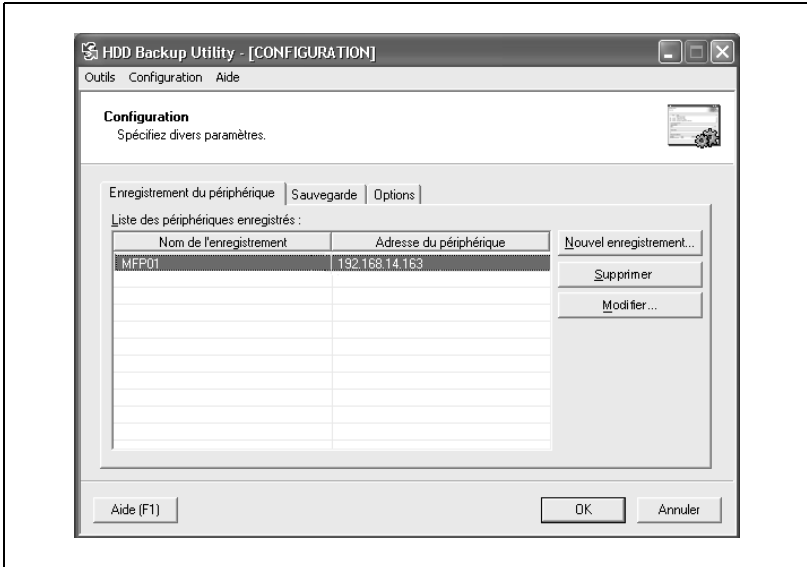 HDD Backup Utility - [CONFIGURATION]
Outils Configuration Aide
Configuration
Spécifiez divers paramètres.
Enregistrement du périphérique Sauvegarde Options
Liste des périphériques enregistrés :
Nom de l'enregistrement Adresse du périphérique
MFP01 192.168.14.163
Nouvel enregistrement...
Supprimer
Modifier...
Aide (F1) OK Annuler